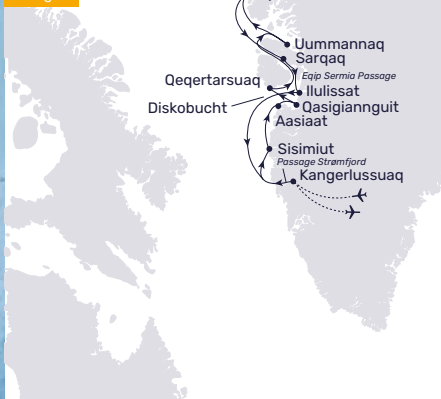 Uummannaq
Sarqaq
Eqip Sermia Passage
Qeqertarsuaq
Ilulissat
Diskobucht
Qasigiannguit
Aasiaat
Sisimiut
Passage Strømfjord
Kangerlussuaq